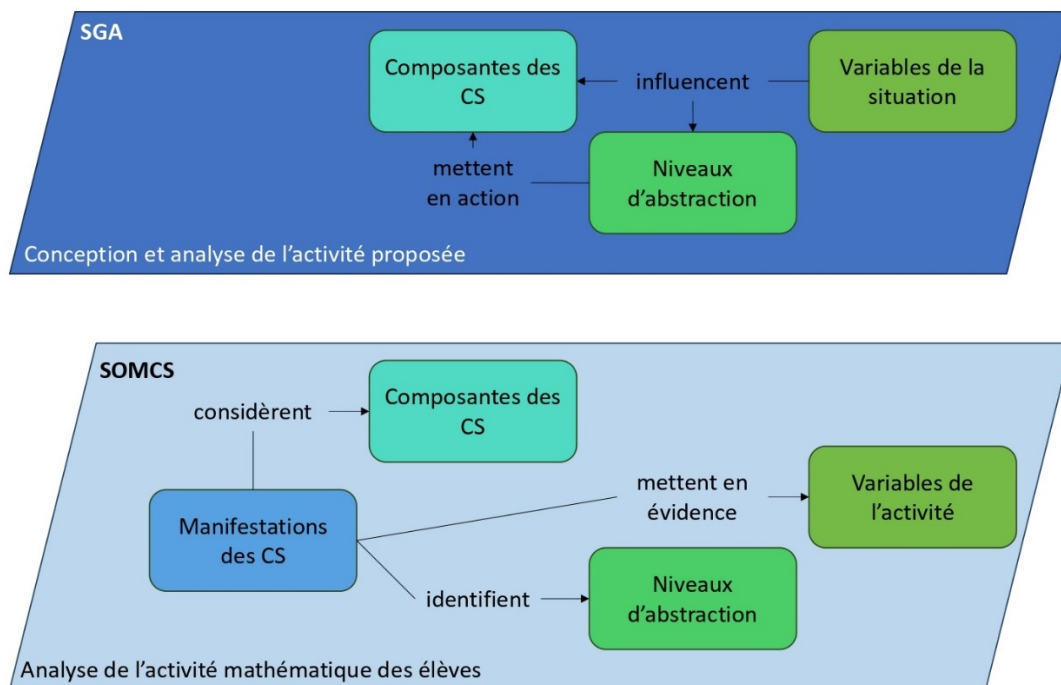 SGA
Composantes des
CS
influencent
Variables de la
situation
mettent
en action
Niveaux
d’abstraction
Conception et analyse de l’activité proposée
SOMCS
considèrent
Composantes des
CS
Manifestations
des CS
mettent en
évidence
Variables de
l’activité
identifient
Niveaux
d’abstraction
Analyse de l’activité mathématique des élèves